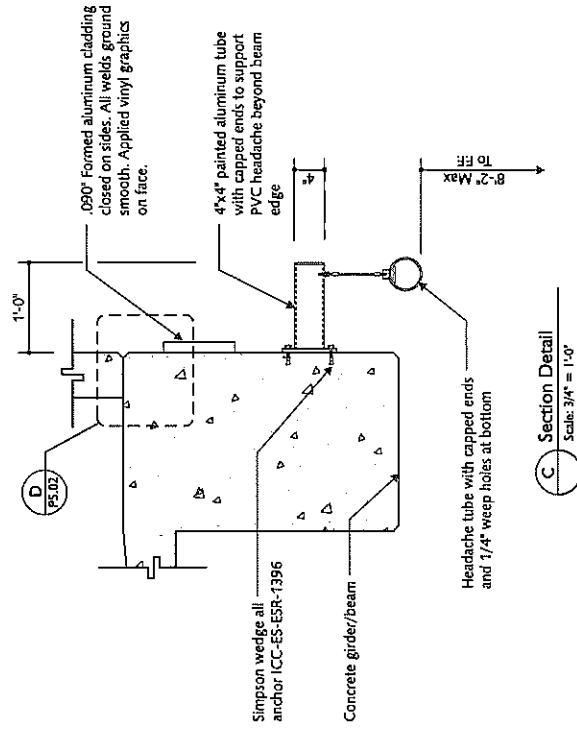 .090" Formed aluminum cladding
closed on sides. All welds ground
smooth. Applied vinyl graphics
on face.
1'-0"
4"x4" painted aluminum tube
with capped ends to support
PVC headache beyond beam
edge
4"
8'-2" Max
To F.F.
D
PS.02
Simpson wedge all
anchor ICC-ES-ESR-1396
Concrete girder/beam
Headache tube with capped ends
and 1/4" weep holes at bottom
C
Section Detail
Scale: 3/4" = 1'-0"